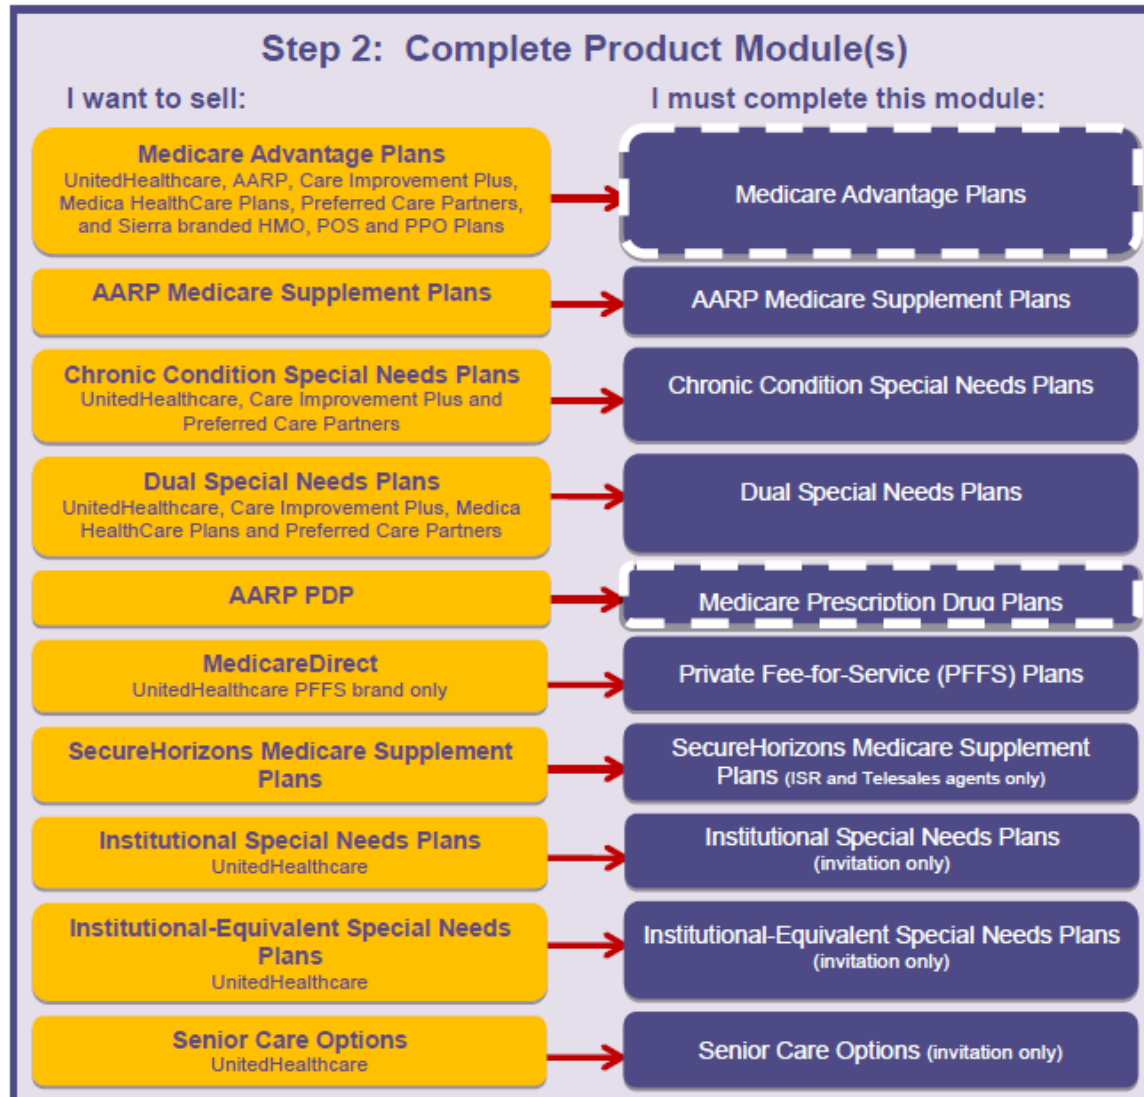 Step 2: Complete Product Module(s)
I want to sell:
I must complete this module:
Medicare Advantage Plans
UnitedHealthcare, AARP, Care Improvement Plus,
Medica HealthCare Plans, Preferred Care Partners,
and Sierra branded HMO, POS and PPO Plans
Medicare Advantage Plans
AARP Medicare Supplement Plans
AARP Medicare Supplement Plans
Chronic Condition Special Needs Plans
UnitedHealthcare, Care Improvement Plus and
Preferred Care Partners
Chronic Condition Special Needs Plans
Dual Special Needs Plans
UnitedHealthcare, Care Improvement Plus, Medica
HealthCare Plans and Preferred Care Partners
Dual Special Needs Plans
AARP PDP
Medicare Prescription Drug Plans
MedicareDirect
UnitedHealthcare PFFS brand only
Private Fee-for-Service (PFFS) Plans
SecureHorizons Medicare Supplement
Plans
SecureHorizons Medicare Supplement
Plans (ISR and Telesales agents only)
Institutional Special Needs Plans
UnitedHealthcare
Institutional Special Needs Plans
(invitation only)
Institutional-Equivalent Special Needs
Plans
UnitedHealthcare
Institutional-Equivalent Special Needs Plans
(invitation only)
Senior Care Options
UnitedHealthcare
Senior Care Options (invitation only)